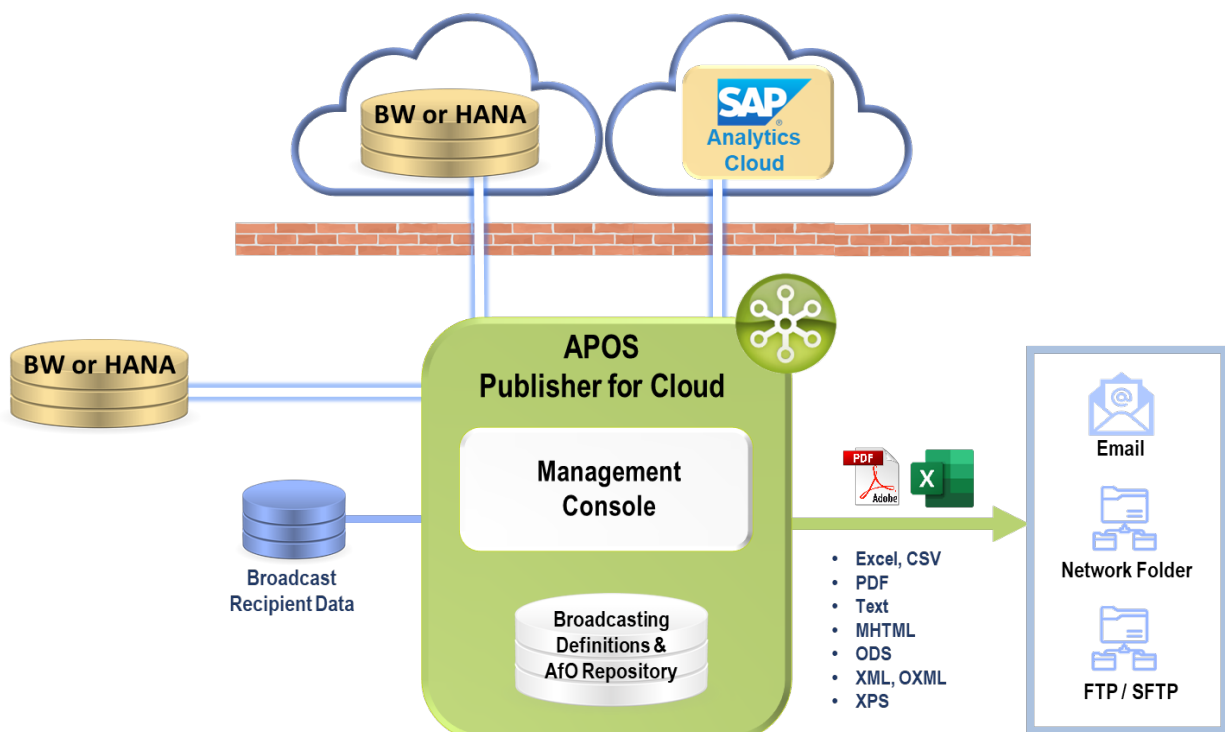 BW or HANA
SAP
®
Analytics
Cloud
APOS
Publisher for Cloud
BW or HANA
Management
Console
Broadcast
Recipient Data
Broadcasting
Definitions &
AfO Repository
PDF
Adobe
X
• Excel, CSV
• PDF
• Text
• MHTML
• ODS
• XML, OXML
• XPS
@
Email
Network Folder
FTP / SFTP